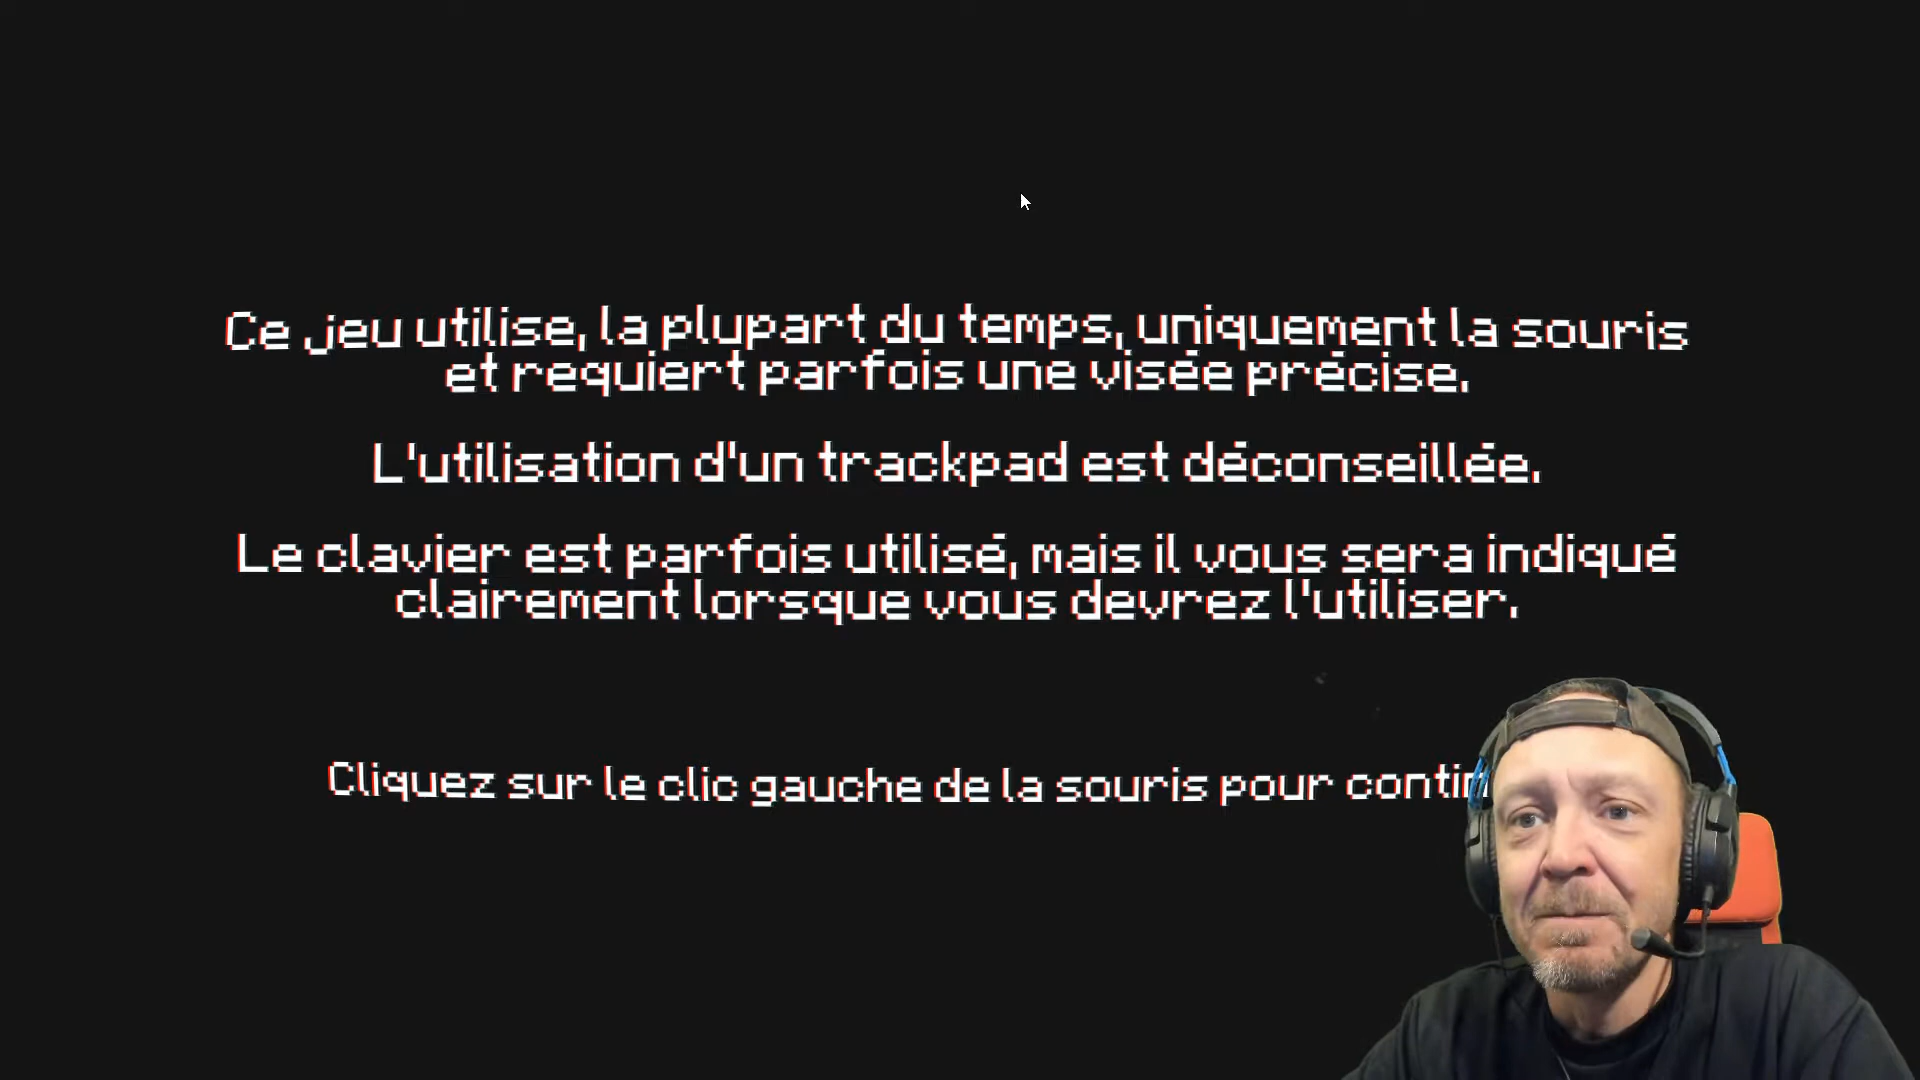 Ce jeu utilise, la plupart du temps, uniquement la souris
et requiert parfois une visée précise.
L'utilisation d'un trackpad est déconseillée.
Le clavier est parfois utilisé, mais il vous sera indiqué
clairement lorsque vous devrez l'utiliser.
Cliquez sur le clic gauche de la souris pour